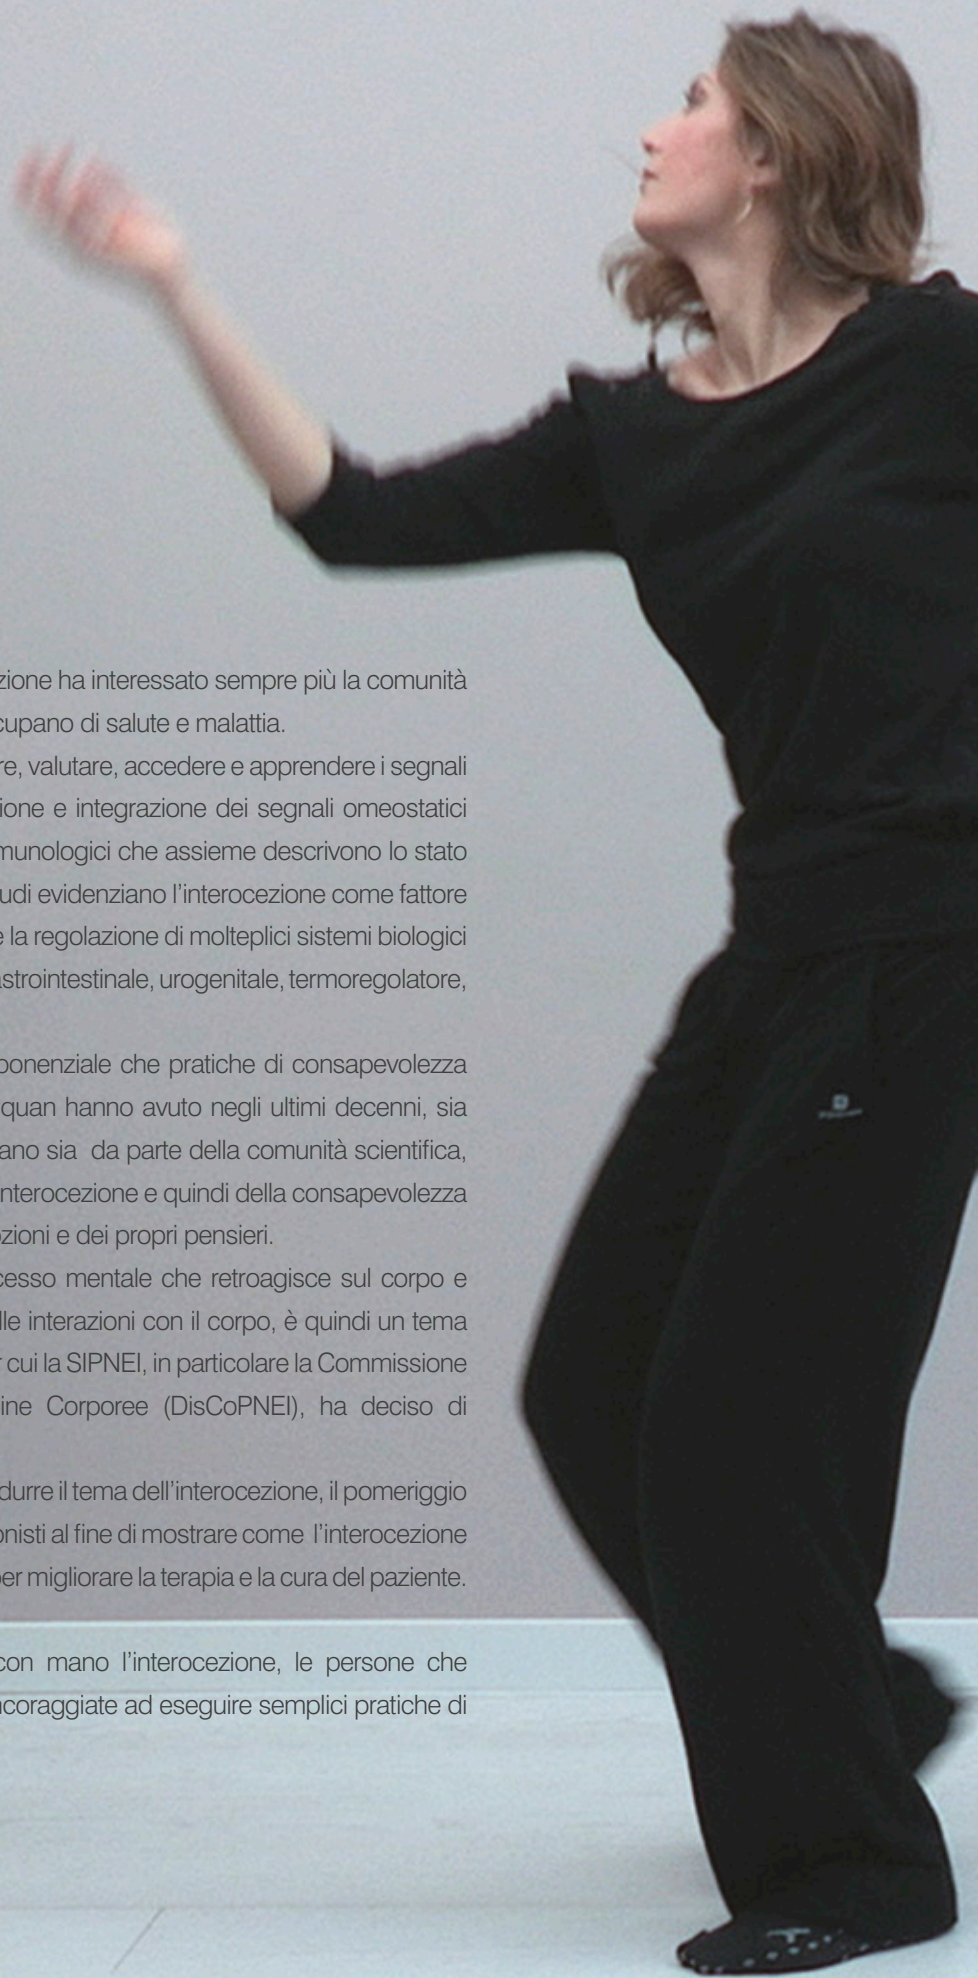 zione ha interessato sempre più la comunità
cupano di salute e malattia.
re, valutare, accedere e apprendere i segnali
ione e integrazione dei segnali omeostatici
munologici che assieme descrivono lo stato
udi evidenziano l’interocezione come fattore
e la regolazione di molteplici sistemi biologici
astrointestinale, urogenitale, termoregolatore,
ponenziale che pratiche di consapevolezza
quan hanno avuto negli ultimi decenni, sia
ano sia da parte della comunità scientifica,
interocezione e quindi della consapevolezza
zioni e dei propri pensieri.
cesso mentale che retroagisce sul corpo e
lle interazioni con il corpo, è quindi un tema
r cui la SIPNEI, in particolare la Commissione
ine Corporee (DisCoPNEI), ha deciso di
durre il tema dell’interocezione, il pomeriggio
onisti al fine di mostrare come l’interocezione
per migliorare la terapia e la cura del paziente.
con mano l’interocezione, le persone che
ncoraggiate ad eseguire semplici pratiche di